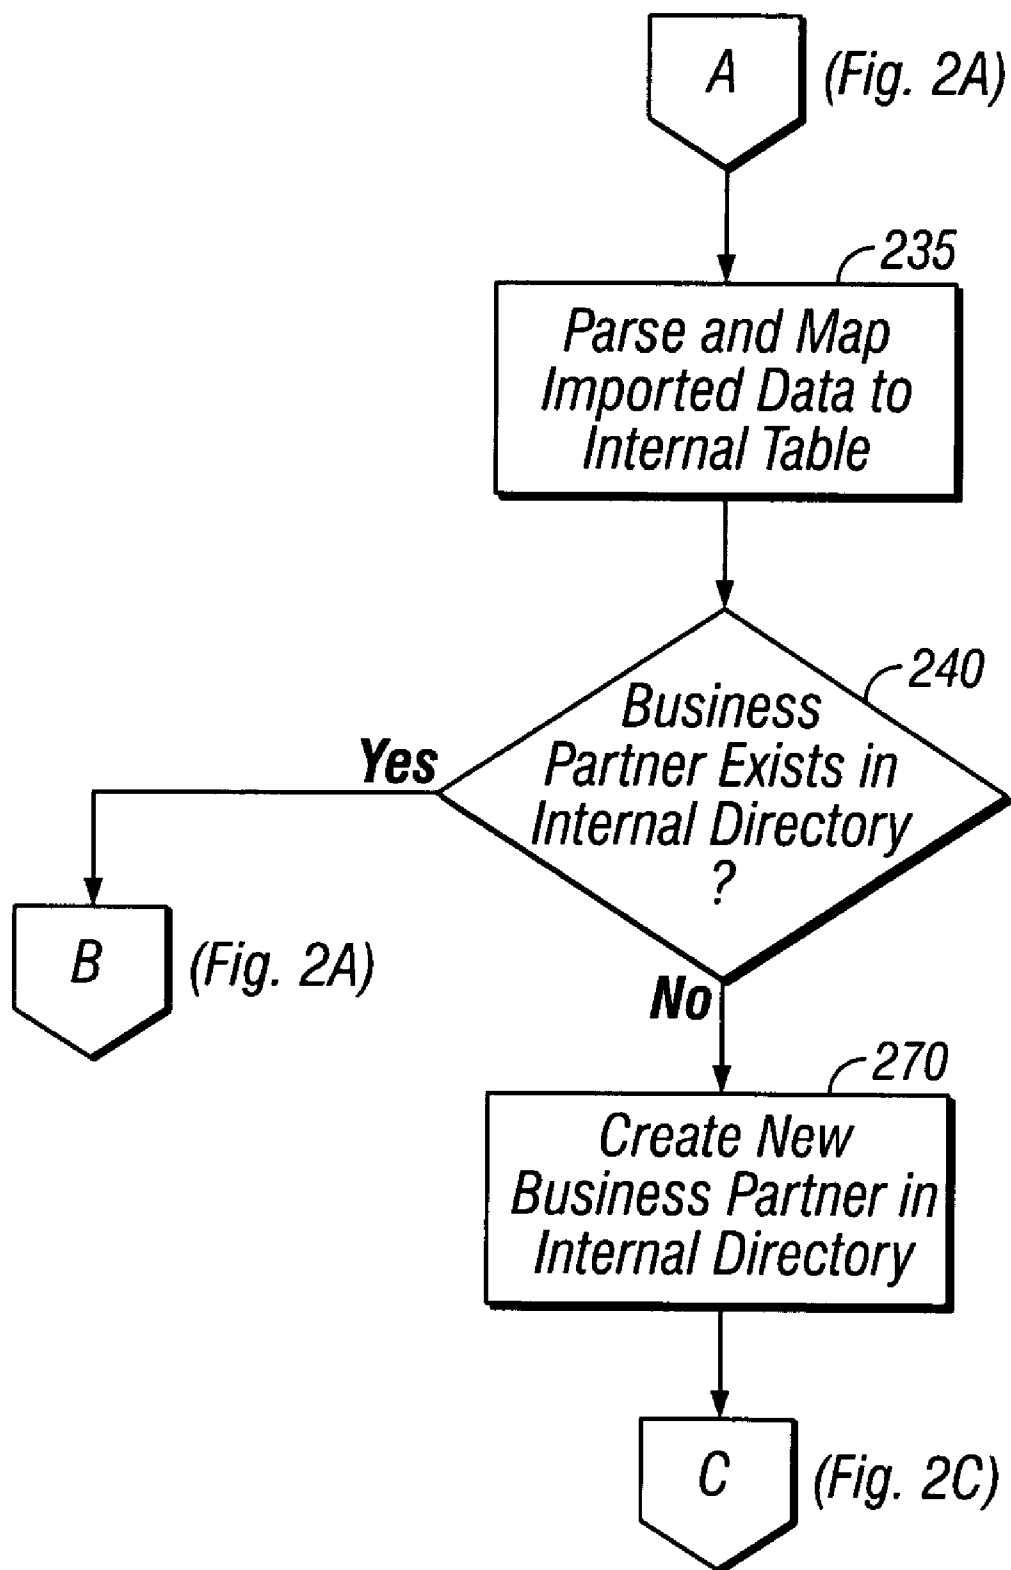 A (Fig. 2A)
235
Parse and Map
Imported Data to
Internal Table
240
Business
Partner Exists in
Internal Directory
?
Yes
B (Fig. 2A)
No
270
Create New
Business Partner in
Internal Directory
C (Fig. 2C)